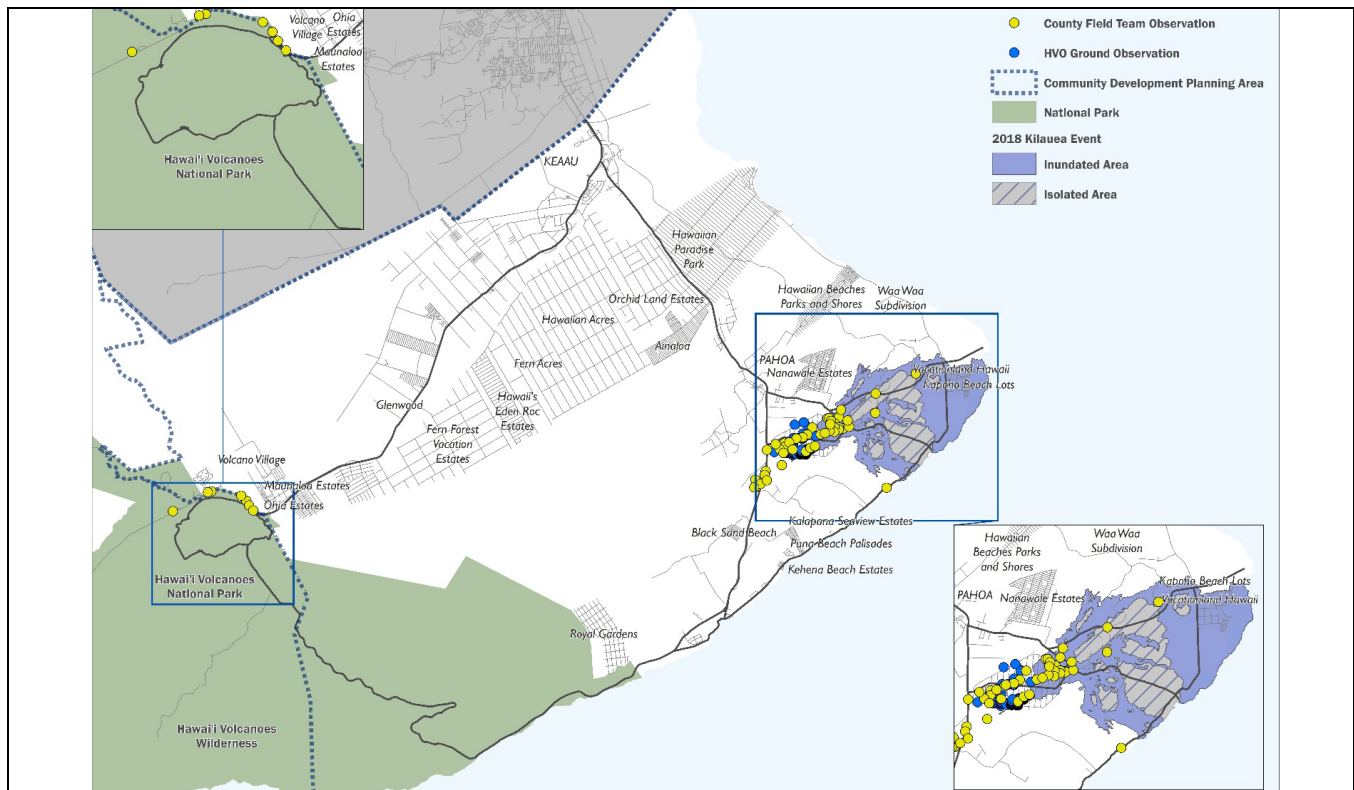 Volcano
Village
Ohia
Estates
Maunaloa
Estates
Hawai'i Volcanoes
National Park
County Field Team Observation
HVO Ground Observation
Community Development Planning Area
National Park
2018 Kilauea Event
Inundated Area
Isolated Area
KEAAU
Hawaiian
Paradise
Park
Hawaiian Beaches
Parks and Shores
Waa Waa
Subdivision
Orchid Land Estates
Hawaiian Acres
Ainaloa
Fern Acres
PAHOA
Nanawale Estates
Vacationland Hawaii
Kapoho Beach Lots
Glenwood
Hawaii's
Eden Roc
Estates
Fern Forest
Vacation
Estates
Volcano Village
Maunaloa Estates
Ohia Estates
Kalapana Seaview Estates
Black Sand Beach
Puna Beach Palisades
Kehena Beach Estates
Hawai'i Volcanoes
National Park
Royal Gardens
Hawai'i Volcanoes
Wilderness
Hawaiian
Beaches Parks
and Shores
Waa Waa
Subdivision
Kapoho Beach Lots
PAHOA
Nanawale Estates
Vacationland Hawaii